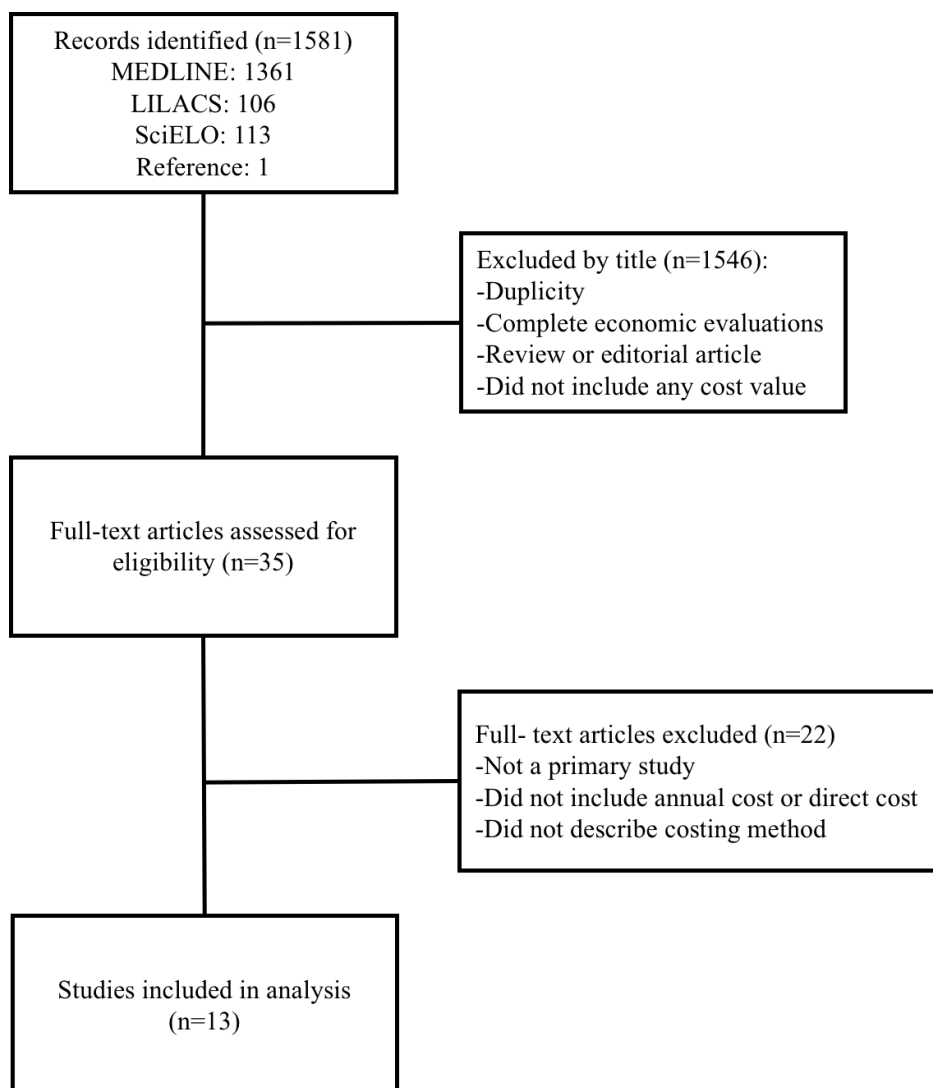 Records identified (n=1581)
MEDLINE: 1361
LILACS: 106
SciELO: 113
Reference: 1
Excluded by title (n=1546):
-Duplicity
-Complete economic evaluations
-Review or editorial article
-Did not include any cost value
Full-text articles assessed for
eligibility (n=35)
Full- text articles excluded (n=22)
-Not a primary study
-Did not include annual cost or direct cost
-Did not describe costing method
Studies included in analysis
(n=13)